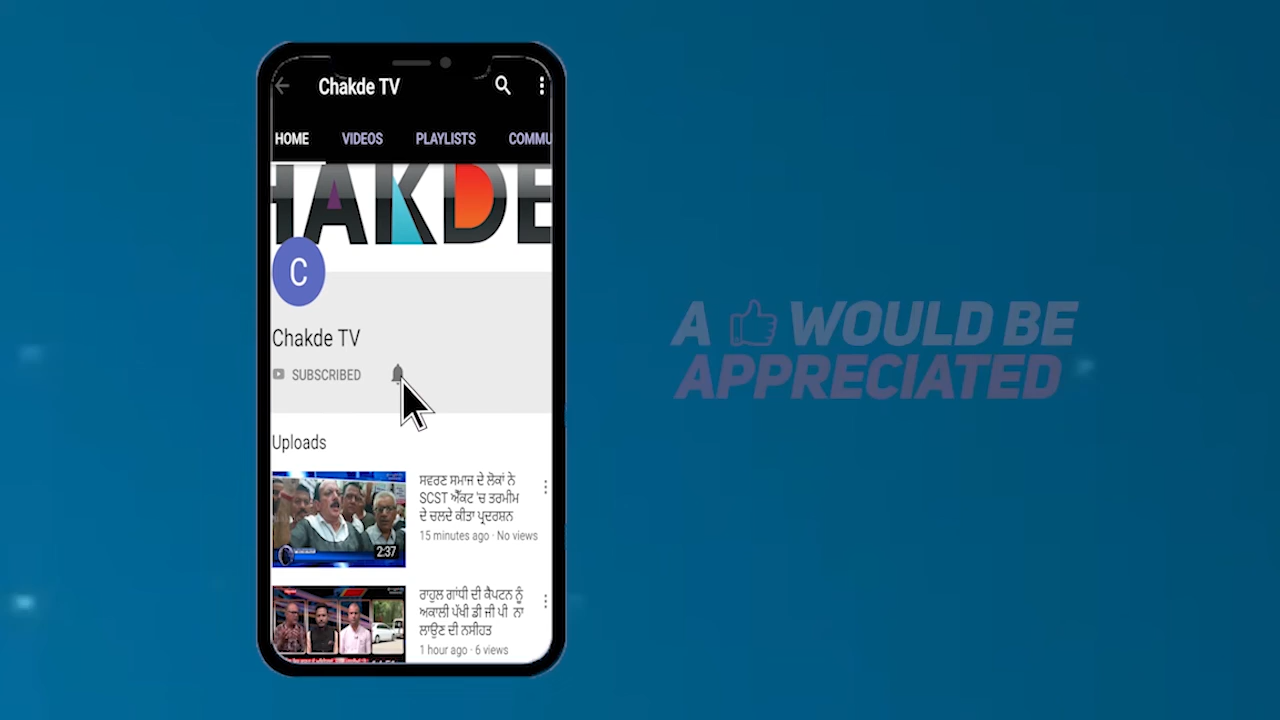 Chakde TV
HOME VIDEOS PLAYLISTS COMMU
HAKDE
C
Chakde TV
SUBSCRIBED
Uploads
ਸਵਰਣ ਸਮਾਜ ਦੇ ਲੋਕਾਂ ਨੇ
SCST ਐੱਕਟ 'ਚ ਤਰਮੀਮ
ਦੇ ਚਲਦੇ ਕੀਤਾ ਪ੍ਰਦਰਸ਼ਨ
15 minutes ago · No views
2:37
ਰਾਹੁਲ ਗਾਂਧੀ ਦੀ ਕੈਪਟਨ ਨੂੰ
ਅਕਾਲੀ ਪੱਖੀ ਡੀ ਜੀ ਪੀ ਨਾ
ਲਾਉਣ ਦੀ ਨਸੀਹਤ
1 hour ago · 6 views
A WOULD BE
APPRECIATED